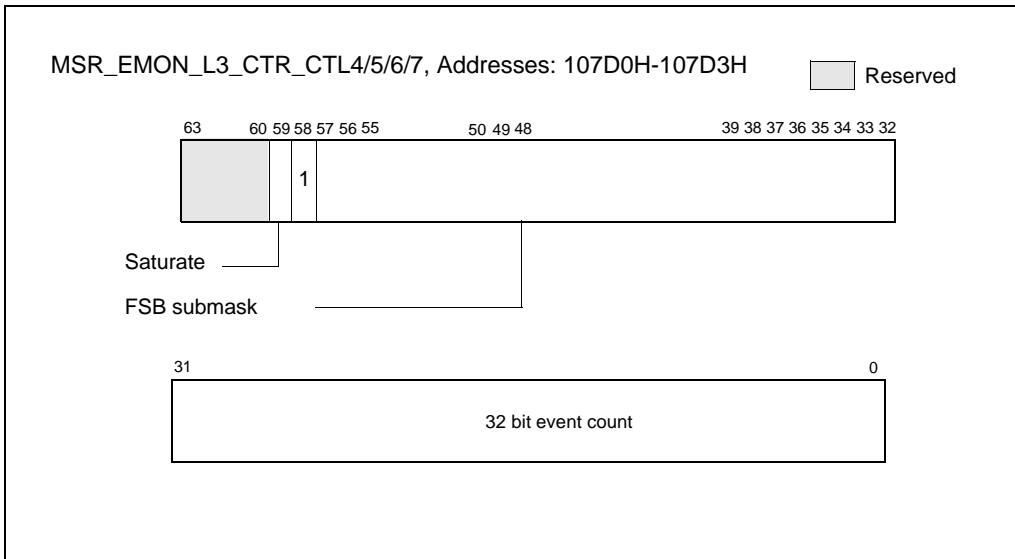 MSR_EMON_L3_CTR_CTL4/5/6/7, Addresses: 107D0H-107D3H
Reserved
63 60 59 58 57 56 55 50 49 48 39 38 37 36 35 34 33 32
1
Saturate
FSB submask
31 0
32 bit event count